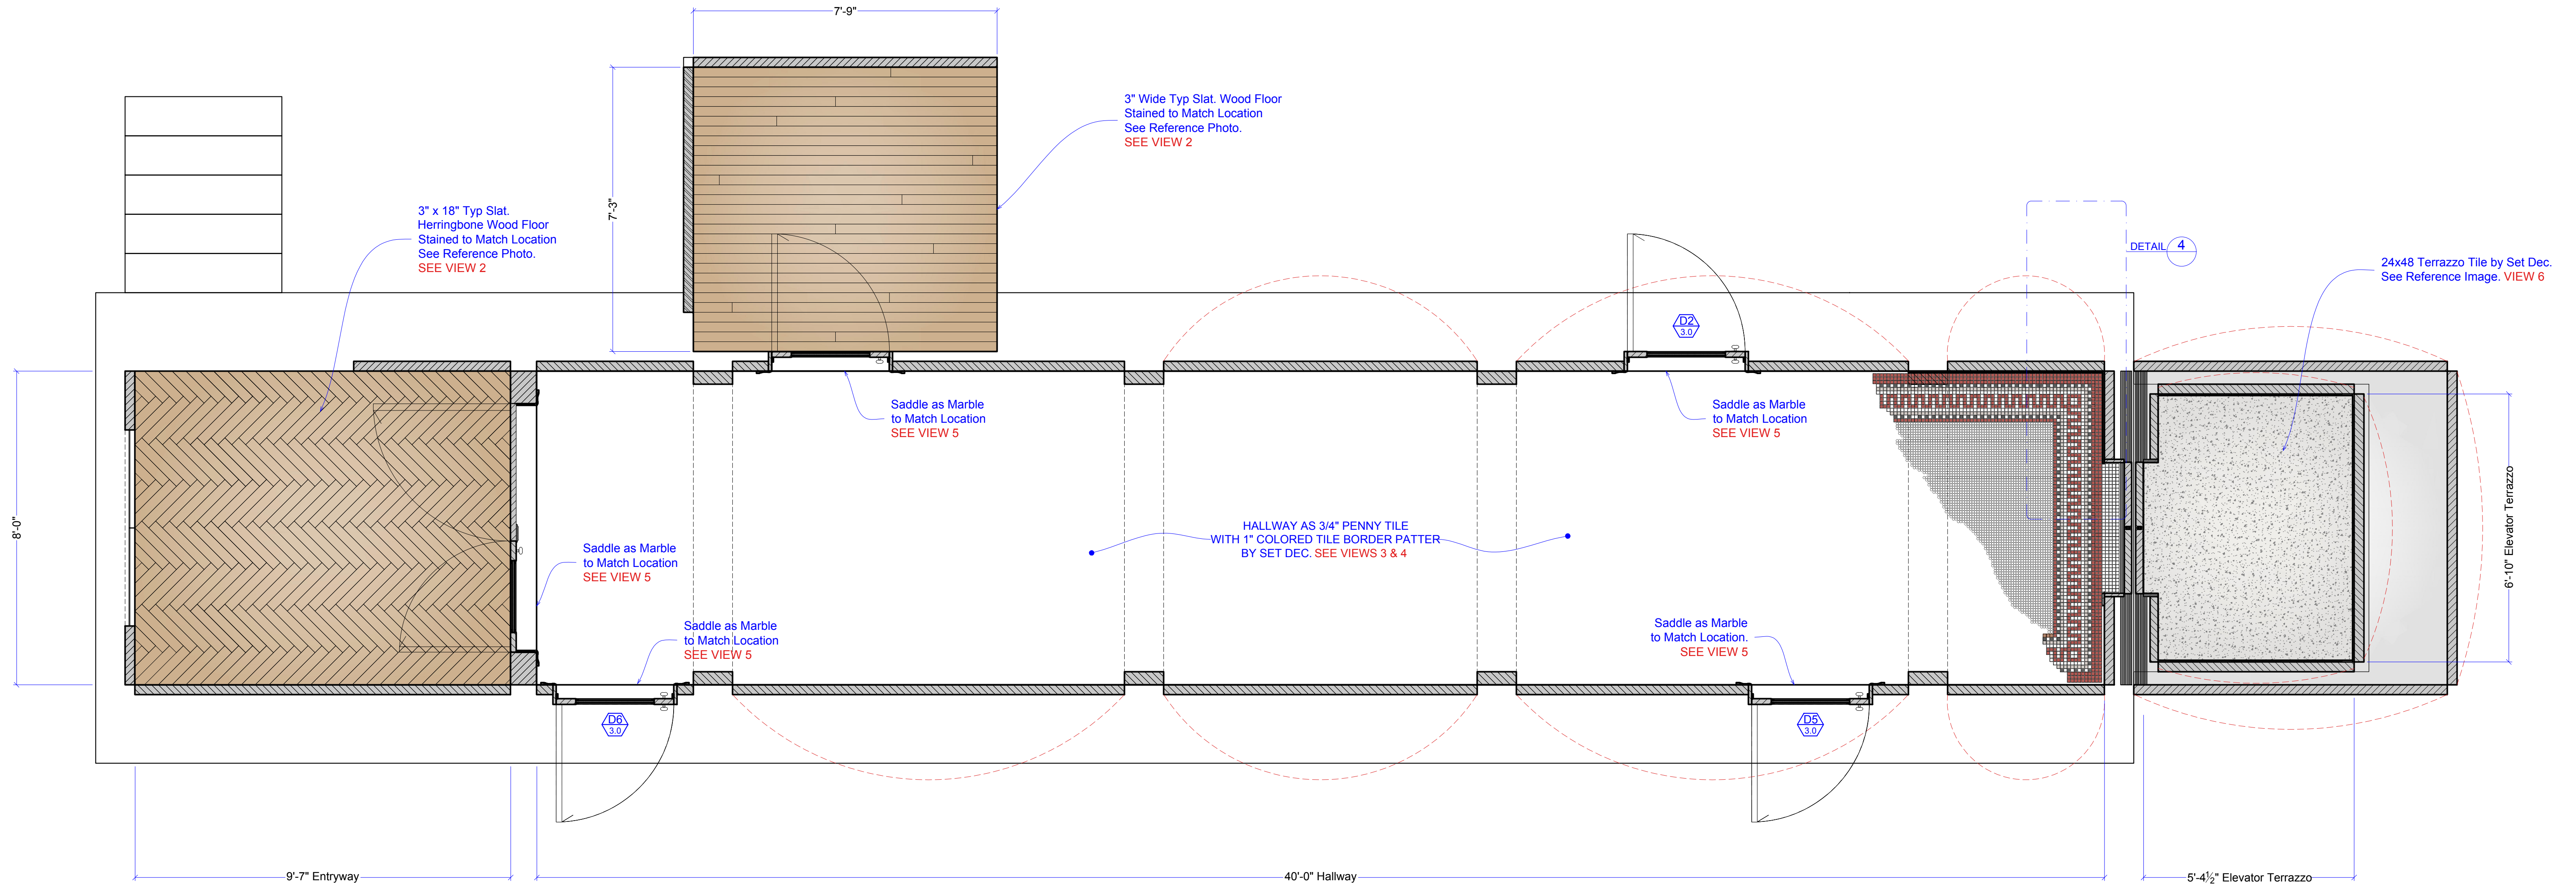 7'-9"
3" Wide Typ Slat. Wood Floor
Stained to Match Location
See Reference Photo.
SEE VIEW 2
7'-3"
3" x 18" Typ Slat.
Herringbone Wood Floor
Stained to Match Location
See Reference Photo.
SEE VIEW 2
DETAIL 4
24x48 Terrazzo Tile by Set Dec.
See Reference Image. VIEW 6
D2
3.0
Saddle as Marble
to Match Location
SEE VIEW 5
Saddle as Marble
to Match Location
SEE VIEW 5
8'-0"
6'-10" Elevator Terrazzo
HALLWAY AS 3/4" PENNY TILE
WITH 1" COLORED TILE BORDER PATTER
BY SET DEC. SEE VIEWS 3 & 4
Saddle as Marble
to Match Location
SEE VIEW 5
Saddle as Marble
to Match Location
SEE VIEW 5
Saddle as Marble
to Match Location.
SEE VIEW 5
D6
3.0
D5
3.0
9'-7" Entryway
40'-0" Hallway
5'-4½" Elevator Terrazzo